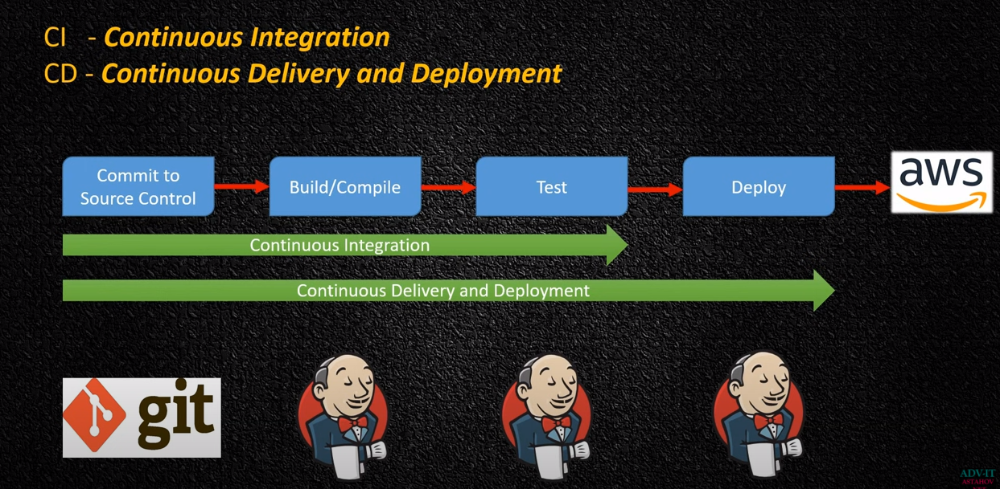 CI - Continuous Integration
CD - Continuous Delivery and Deployment
Commit to
Source Control
Build/Compile
Test
Deploy
aws
Continuous Integration
Continuous Delivery and Deployment
git
ADV-IT
ASTAHOV